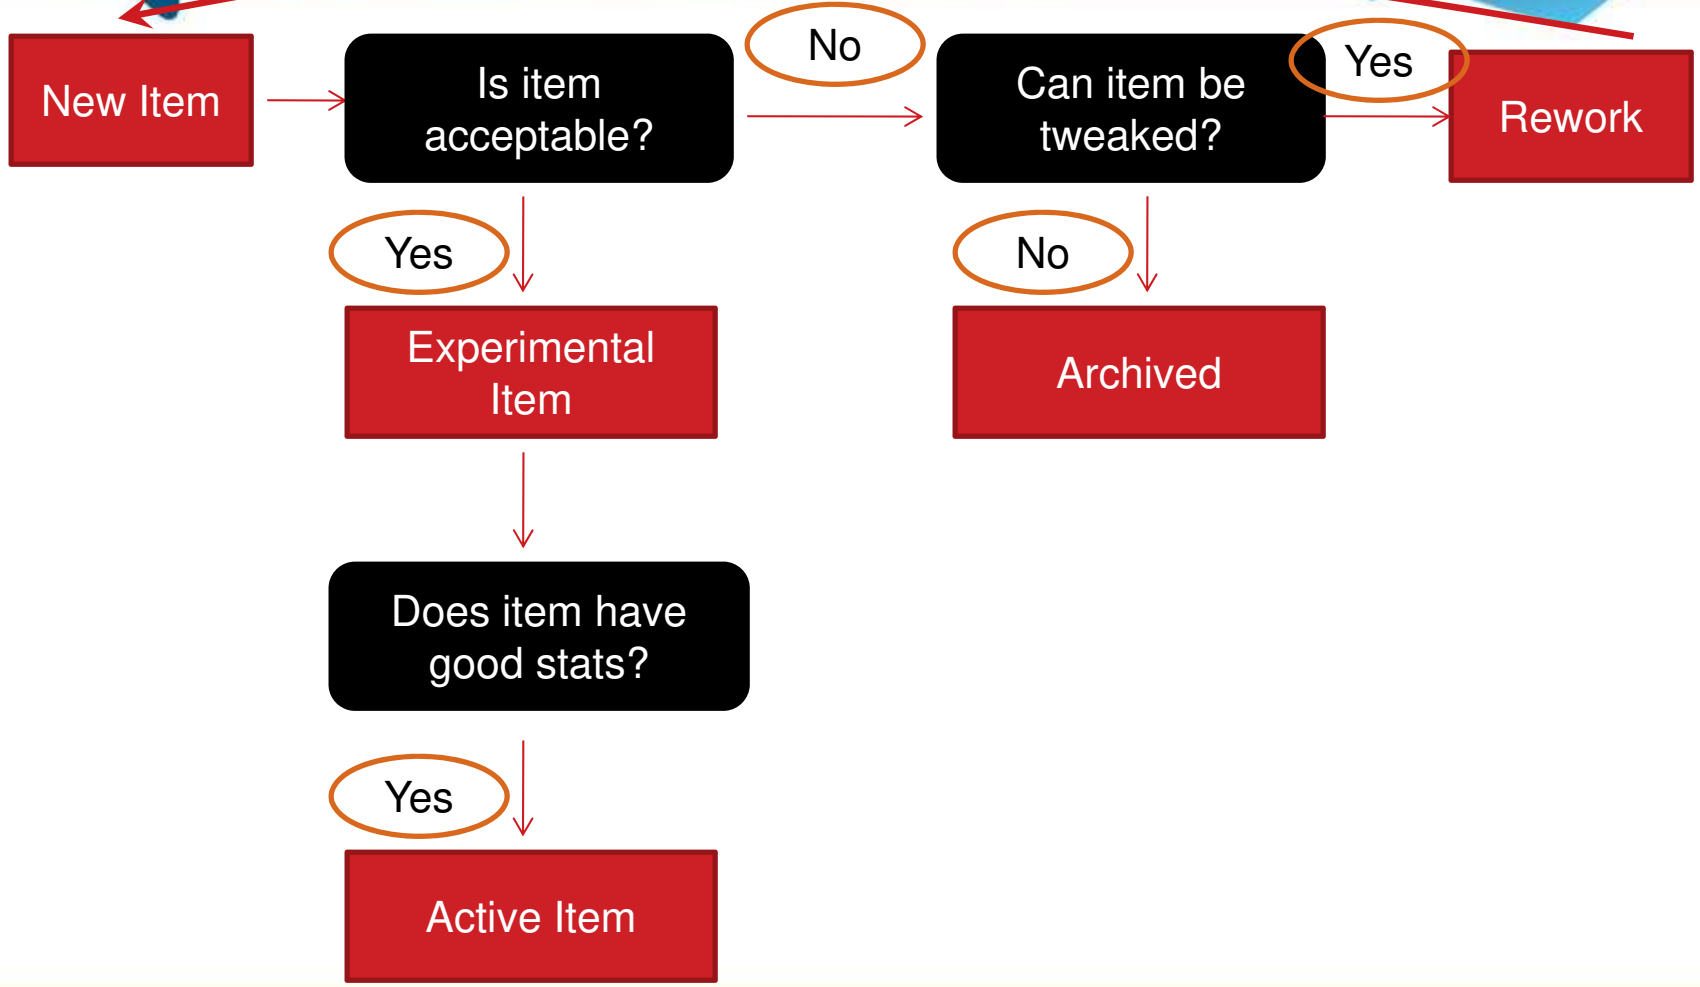 New Item
Is item
acceptable?
No
Can item be
tweaked?
Yes
Rework
Yes
No
Experimental
Item
Archived
Does item have
good stats?
Yes
Active Item